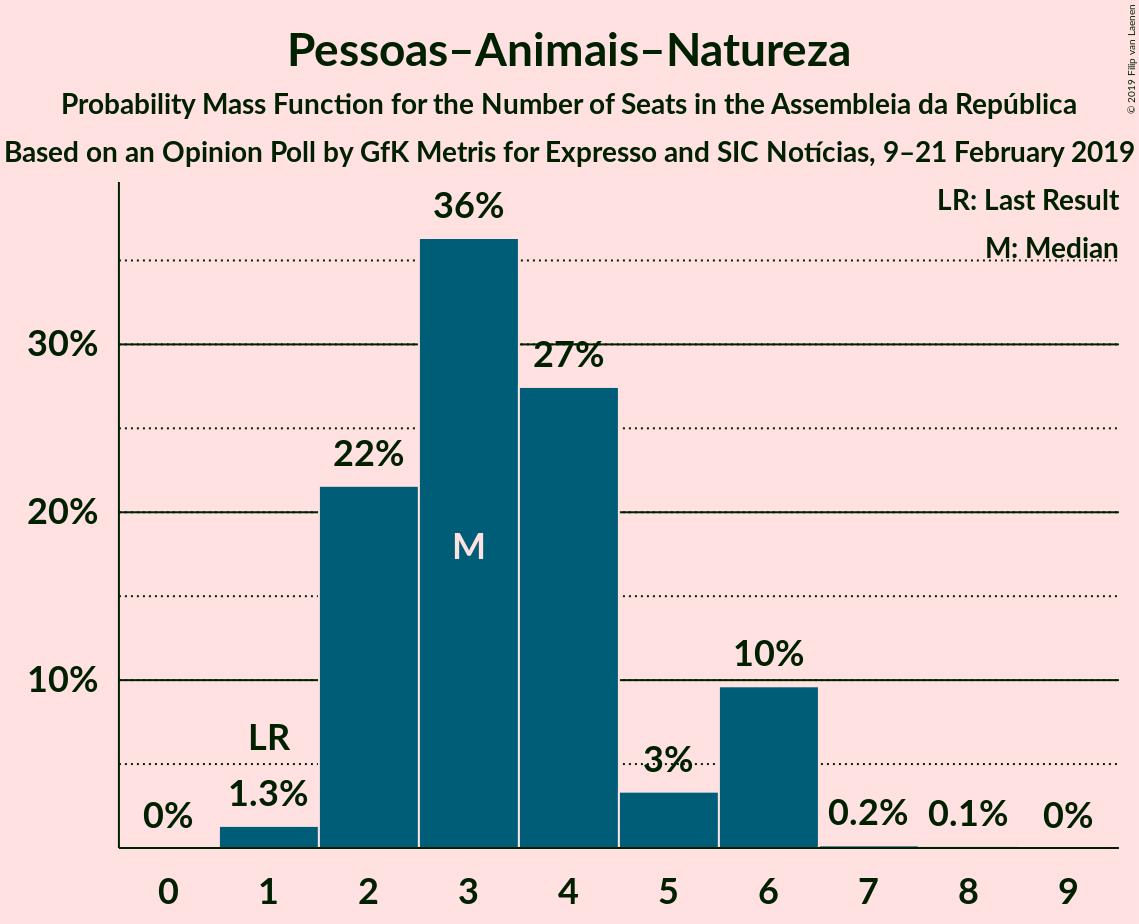 Pessoas–Animais–Natureza
Probability Mass Function for the Number of Seats in the Assembleia da República
Based on an Opinion Poll by GfK Metris for Expresso and SIC Notícias, 9–21 February 2019
© 2019 Filip van Laenen
LR: Last Result
M: Median
36%
30%
27%
22%
20%
M
10%
10%
LR
3%
1.3%
0%
0.2%
0.1%
0%
0 1 2 3 4 5 6 7 8 9